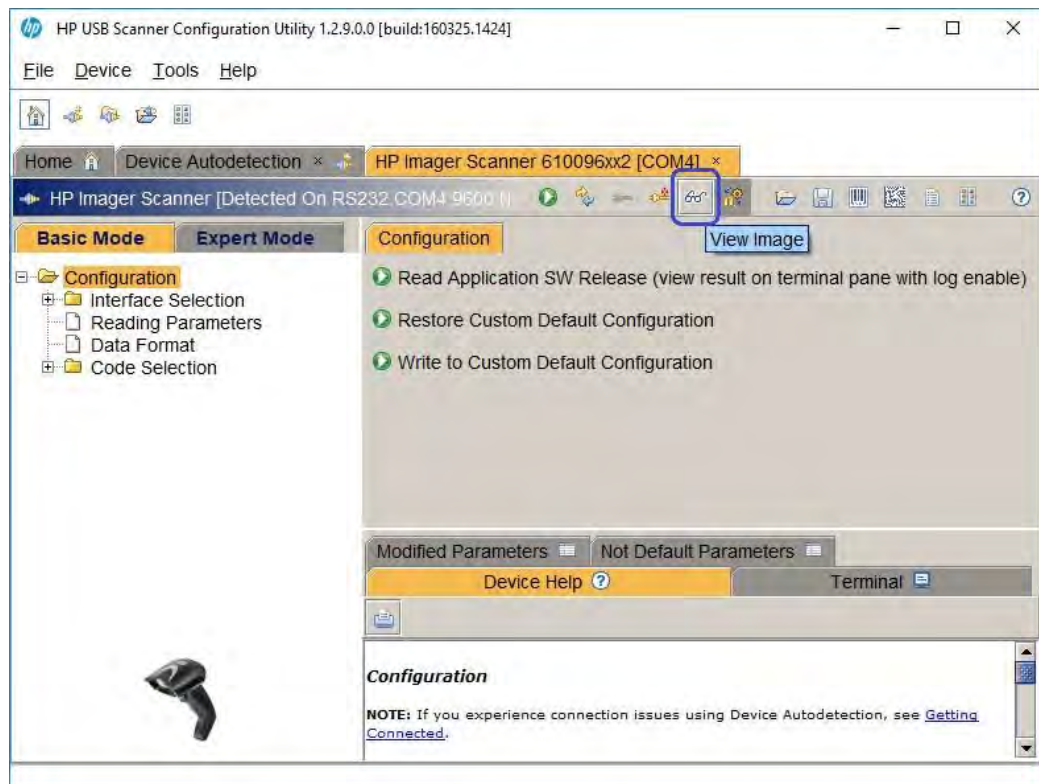 HP USB Scanner Configuration Utility 1.2.9.0.0 [build:160325.1424]
File Device Tools Help
Home Device Autodetection × HP Imager Scanner 610096xx2 [COM4] ×
HP Imager Scanner [Detected On RS232 COM4 9600
View Image
Basic Mode Expert Mode
Configuration
Interface Selection
Reading Parameters
Data Format
Code Selection
Configuration
Read Application SW Release (view result on terminal pane with log enable)
Restore Custom Default Configuration
Write to Custom Default Configuration
Modified Parameters Not Default Parameters
Device Help Terminal
Configuration
NOTE: If you experience connection issues using Device Autodetection, see Getting
Connected.